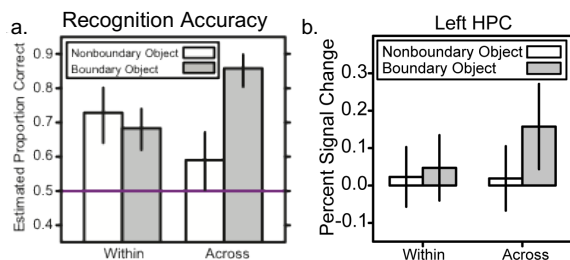 a.
Recognition Accuracy
Estimated Proportion Correct
0.9
0.8
0.7
0.6
0.5
0.4
Nonboundary Object
Boundary Object
Within
Across
b.
Left HPC
Percent Signal Change
0.3
0.2
0.1
0.0
-0.1
Nonboundary Object
Boundary Object
Within
Across